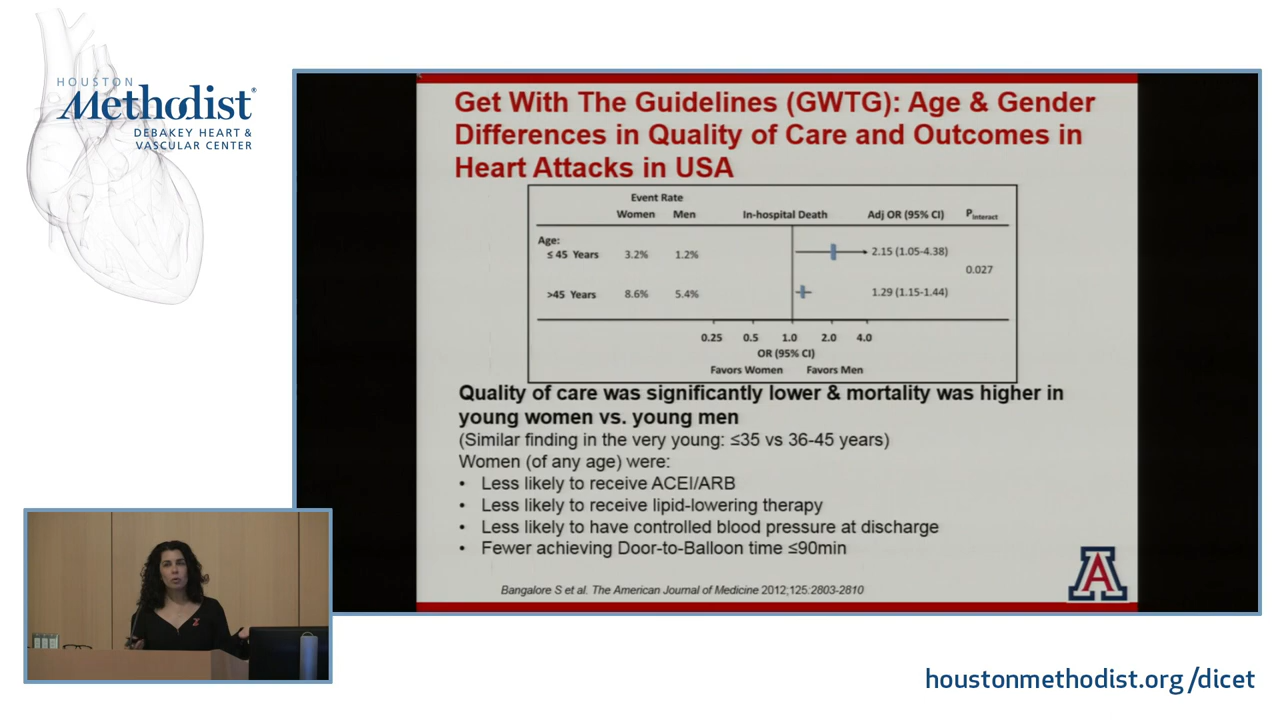 HOUSTON
Methodist®
DEBAKEY HEART &
VASCULAR CENTER
Get With The Guidelines (GWTG): Age & Gender
Differences in Quality of Care and Outcomes in
Heart Attacks in USA
Event Rate
Women Men In-hospital Death Adj OR (95% CI) PInteract
Age:
≤ 45 Years 3.2% 1.2% 2.15 (1.05-4.38)
0.027
>45 Years 8.6% 5.4% 1.29 (1.15-1.44)
0.25 0.5 1.0 2.0 4.0
OR (95% CI)
Favors Women Favors Men
Quality of care was significantly lower & mortality was higher in
young women vs. young men
(Similar finding in the very young: ≤35 vs 36-45 years)
Women (of any age) were:
• Less likely to receive ACEI/ARB
• Less likely to receive lipid-lowering therapy
• Less likely to have controlled blood pressure at discharge
• Fewer achieving Door-to-Balloon time ≤90min
Bangalore S et al. The American Journal of Medicine 2012;125:2803-2810
A
houstonmethodist.org/dicet